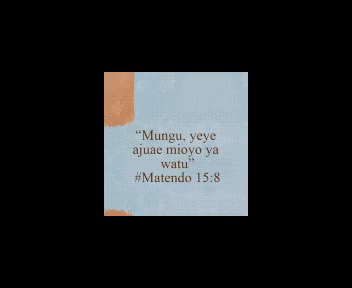 “Mungu, yeye
ajuae mioyo ya
watu”
#Matendo 15:8